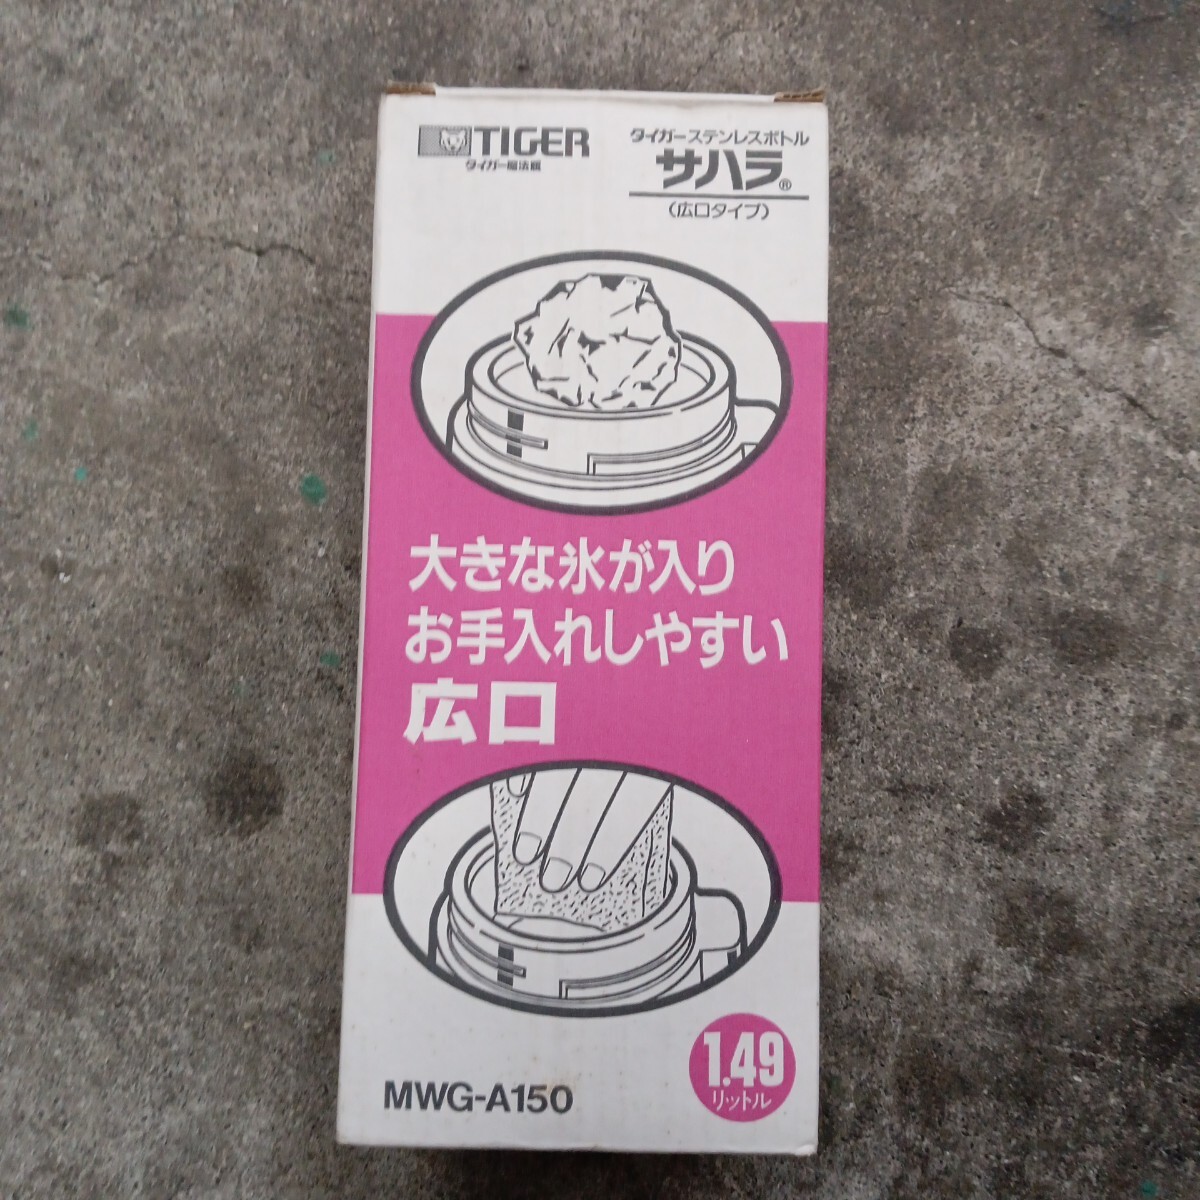 TIGER
タイガー魔法瓶
タイガーステンレスボトル
サハラ®
(広口タイプ)
大きな氷が入り
お手入れしやすい
広口
1.49
リットル
MWG-A150